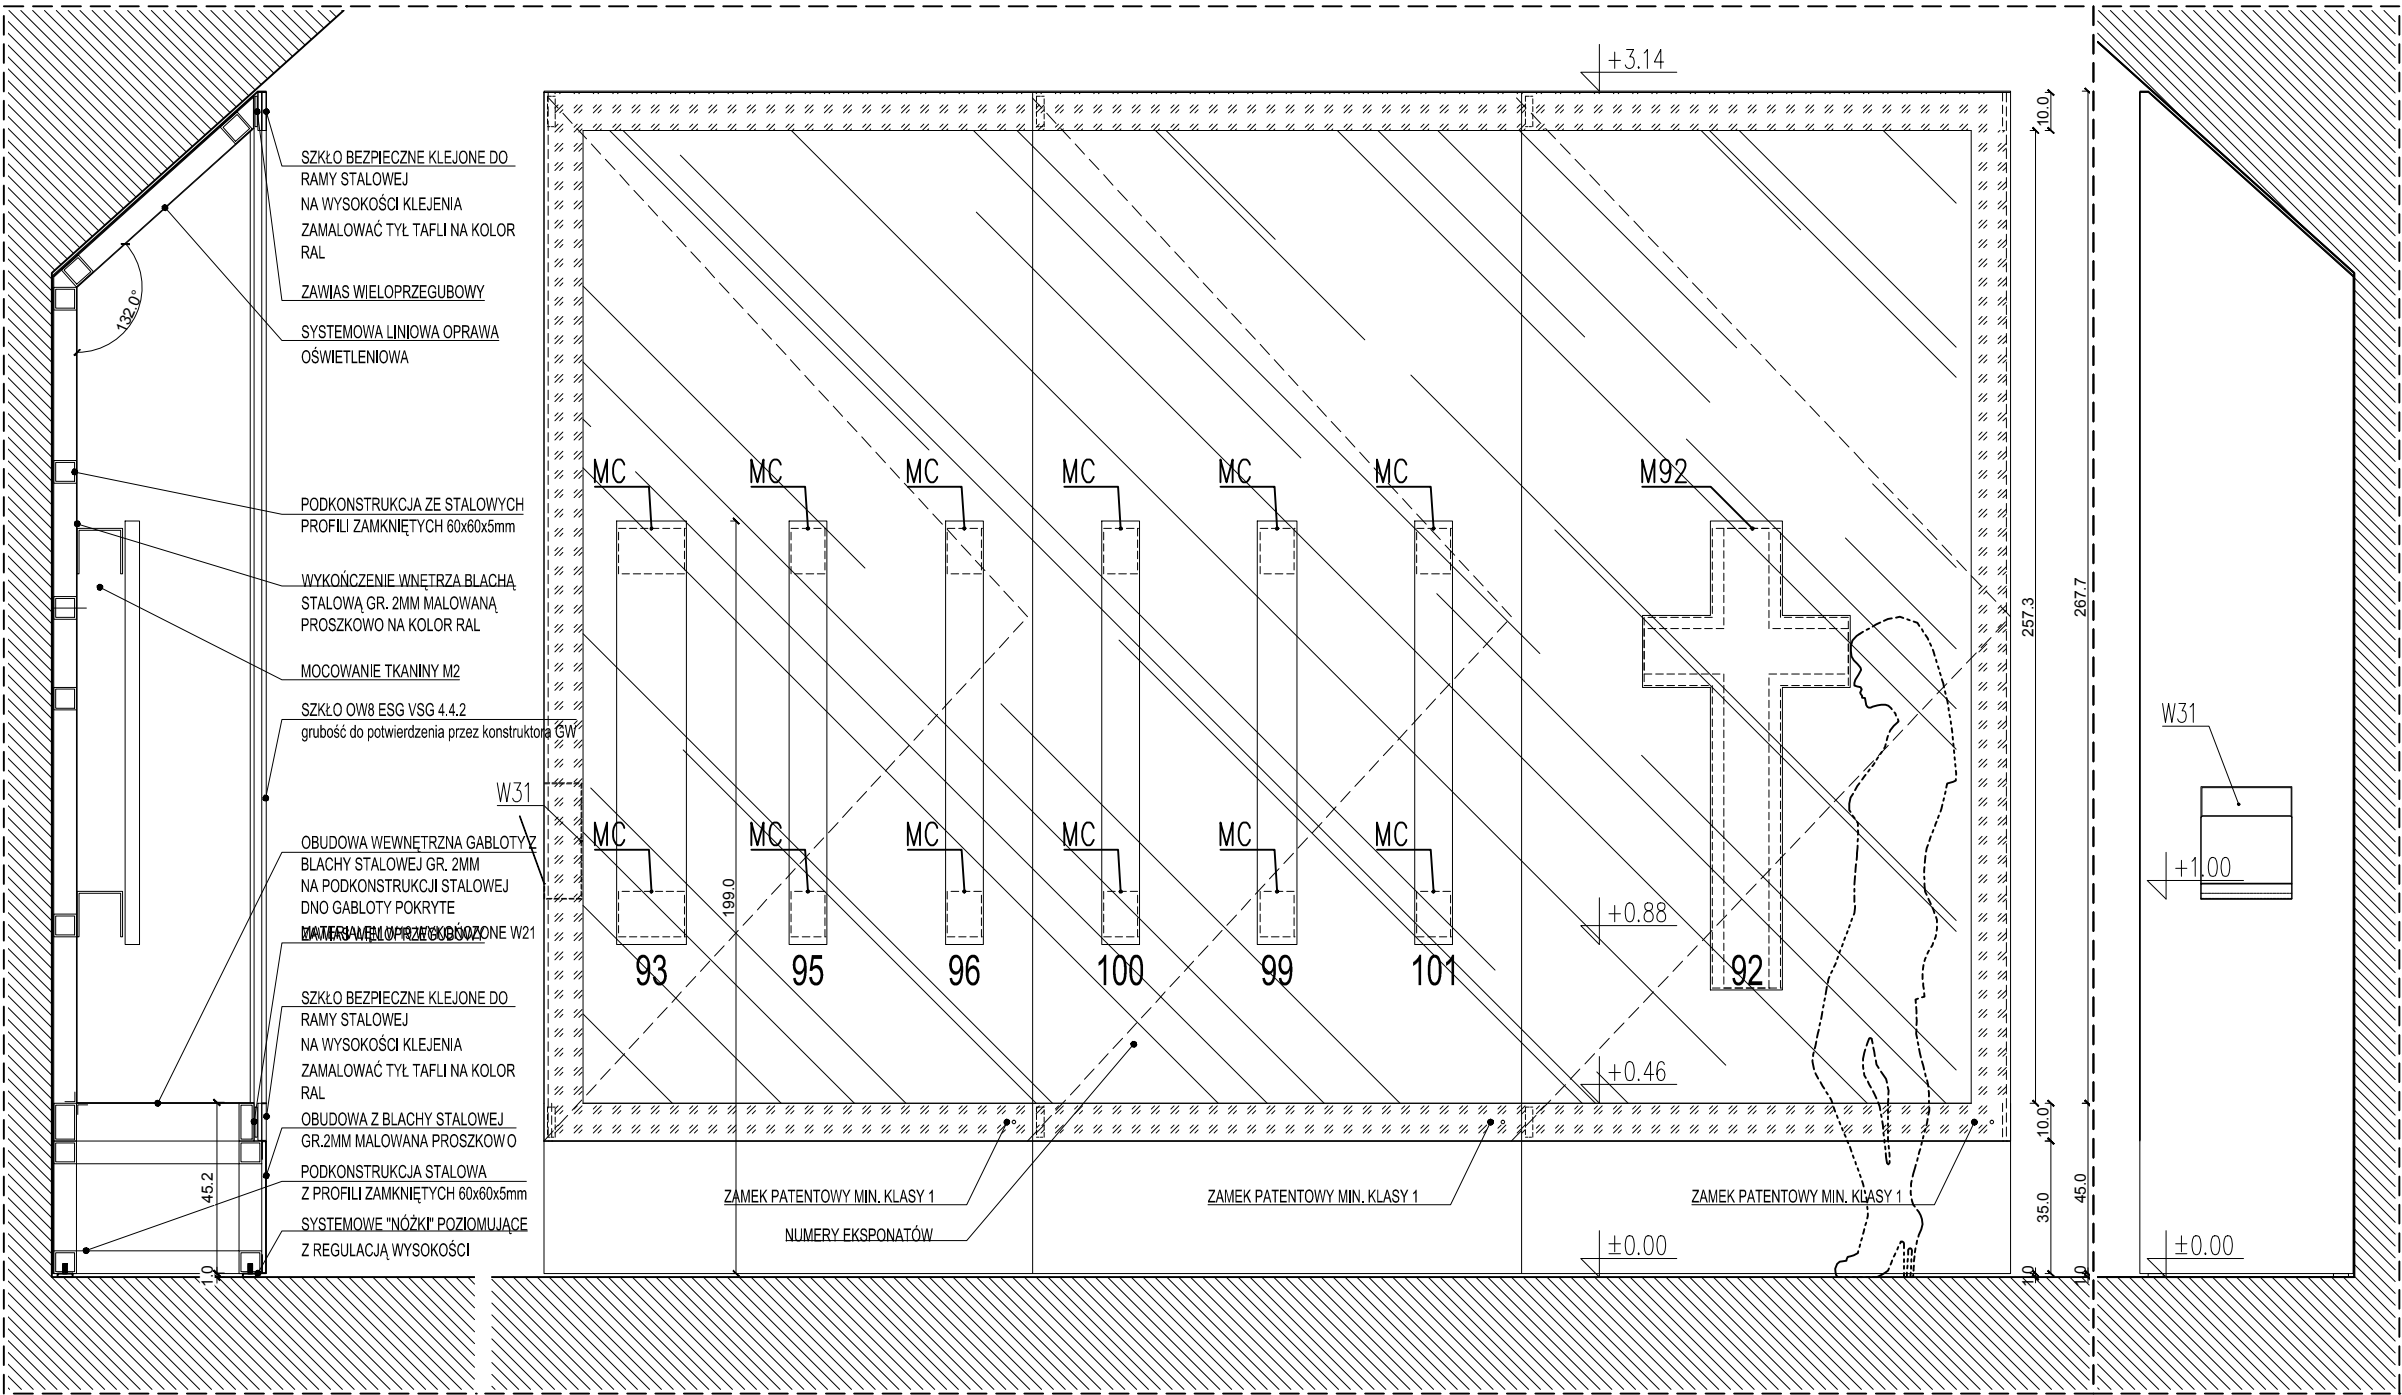 SZKŁO BEZPIECZNE KLEJONE DO
RAMY STALOWEJ
NA WYSOKOŚCI KLEJENIA
ZAMALOWAĆ TYŁ TAFLI NA KOLOR
RAL
ZAWIAS WIELOPRZEGUBOWY
SYSTEMOWA LINIOWA OPRAWA
OŚWIETLENIOWA
132.0°
PODKONSTRUKCJA ZE STALOWYCH
PROFILI ZAMKNIĘTYCH 60x60x5mm
WYKOŃCZENIE WNĘTRZA BLACHĄ
STALOWĄ GR. 2MM MALOWANĄ
PROSZKOWO NA KOLOR RAL
MOCOWANIE TKANINY M2
SZKŁO OW8 ESG VSG 4.4.2
grubość do potwierdzenia przez konstruktora GW
W31
OBUDOWA WEWNĘTRZNA GABLOTY Z
BLACHY STALOWEJ GR. 2MM
NA PODKONSTRUKCJI STALOWEJ
DNO GABLOTY POKRYTE
ZAWIAS WIELOPRZEGUBOWY
W21
SZKŁO BEZPIECZNE KLEJONE DO
RAMY STALOWEJ
NA WYSOKOŚCI KLEJENIA
ZAMALOWAĆ TYŁ TAFLI NA KOLOR
RAL
OBUDOWA Z BLACHY STALOWEJ
GR.2MM MALOWANA PROSZKOWO
PODKONSTRUKCJA STALOWA
Z PROFILI ZAMKNIĘTYCH 60x60x5mm
SYSTEMOWE "NÓŻKI" POZIOMUJĄCE
Z REGULACJĄ WYSOKOŚCI
45.2
1.0
+3.14
MC MC MC MC MC MC M92
MC MC MC MC MC MC
199.0
93 95 96 100 99 101 92
+0.88
+0.46
±0.00
ZAMEK PATENTOWY MIN. KLASY 1
ZAMEK PATENTOWY MIN. KLASY 1
ZAMEK PATENTOWY MIN. KLASY 1
NUMERY EKSPONATÓW
10.0
257.3
267.7
10.0
35.0
45.0
1.0
1.0
W31
+1.00
±0.00